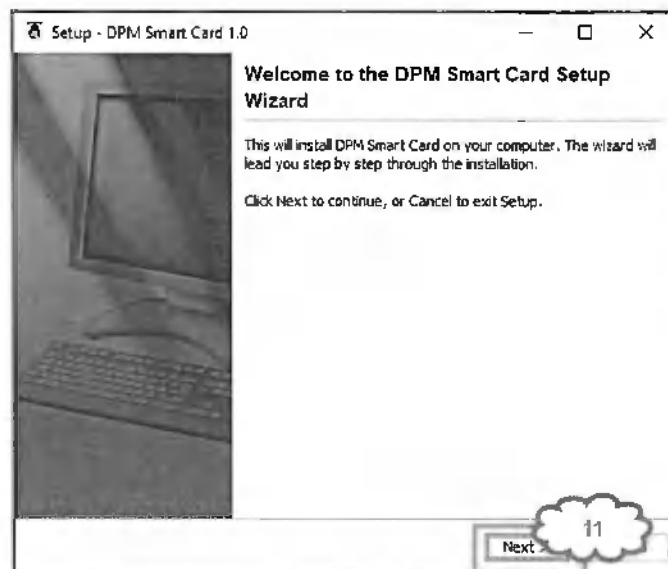 Setup - DPM Smart Card 1.0
Welcome to the DPM Smart Card Setup
Wizard
This will install DPM Smart Card on your computer. The wizard will
lead you step by step through the installation.
Click Next to continue, or Cancel to exit Setup.
11
Next